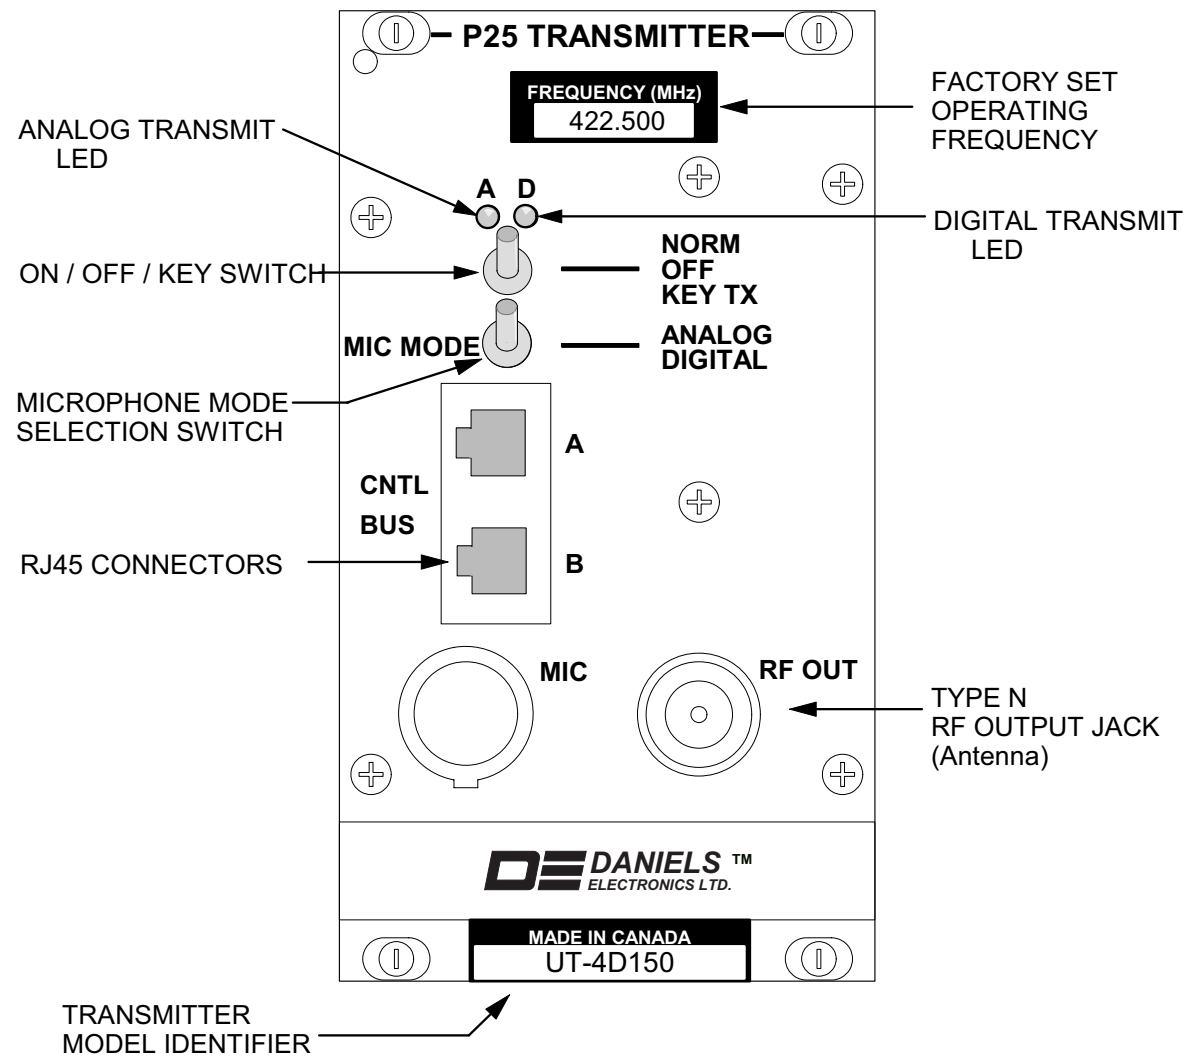 P25 TRANSMITTER
FREQUENCY (MHz)
422.500
FACTORY SET
OPERATING
FREQUENCY
ANALOG TRANSMIT
LED
A D
DIGITAL TRANSMIT
LED
ON / OFF / KEY SWITCH
NORM
OFF
KEY TX
MIC MODE
ANALOG
DIGITAL
MICROPHONE MODE
SELECTION SWITCH
A
CNTL
BUS
RJ45 CONNECTORS
B
MIC
RF OUT
TYPE N
RF OUTPUT JACK
(Antenna)
DE DANIELS TM
ELECTRONICS LTD.
MADE IN CANADA
UT-4D150
TRANSMITTER
MODEL IDENTIFIER